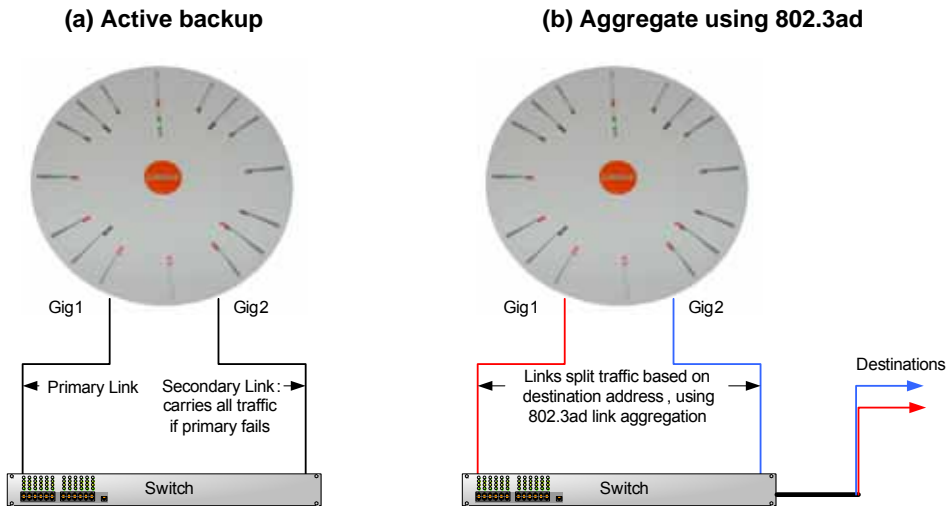 (a) Active backup
(b) Aggregate using 802.3ad
Gig1
Gig2
Primary Link
Secondary Link:
carries all traffic
if primary fails
Switch
Gig1
Gig2
Links split traffic based on
destination address , using
802.3ad link aggregation
Destinations
Switch